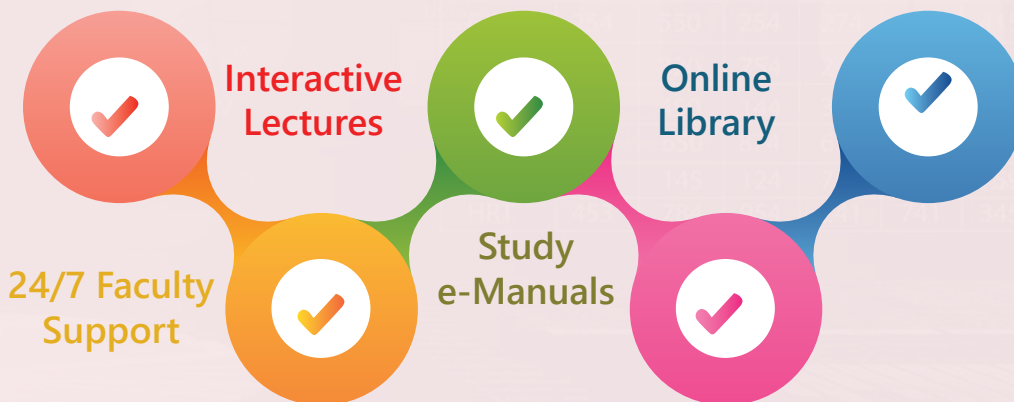 Interactive
Lectures
Online
Library
24/7 Faculty
Support
Study
e-Manuals